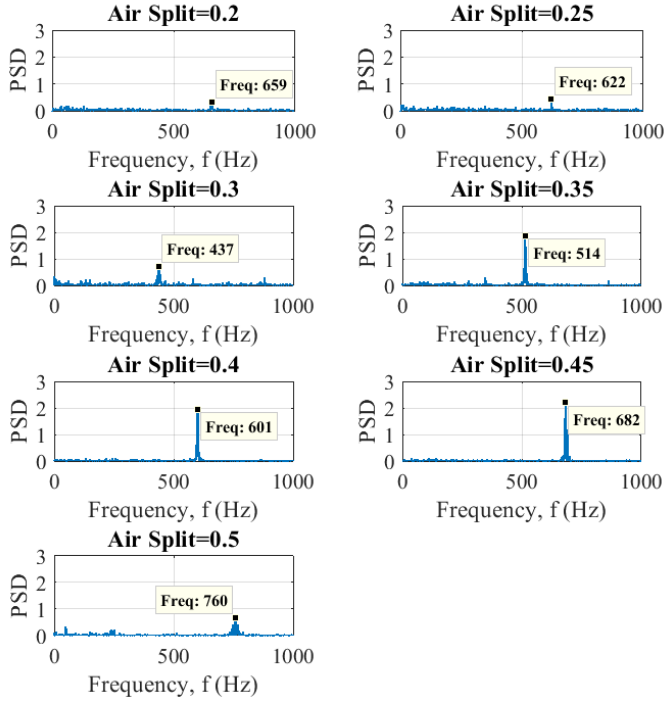 Air Split=0.2
PSD
3
2
1
0
Freq: 659
0 500 1000
Frequency, f (Hz)
Air Split=0.25
PSD
3
2
1
0
Freq: 622
0 500 1000
Frequency, f (Hz)
Air Split=0.3
PSD
3
2
1
0
Freq: 437
0 500 1000
Frequency, f (Hz)
Air Split=0.35
PSD
3
2
1
0
Freq: 514
0 500 1000
Frequency, f (Hz)
Air Split=0.4
PSD
3
2
1
0
Freq: 601
0 500 1000
Frequency, f (Hz)
Air Split=0.45
PSD
3
2
1
0
Freq: 682
0 500 1000
Frequency, f (Hz)
Air Split=0.5
PSD
3
2
1
0
Freq: 760
0 500 1000
Frequency, f (Hz)